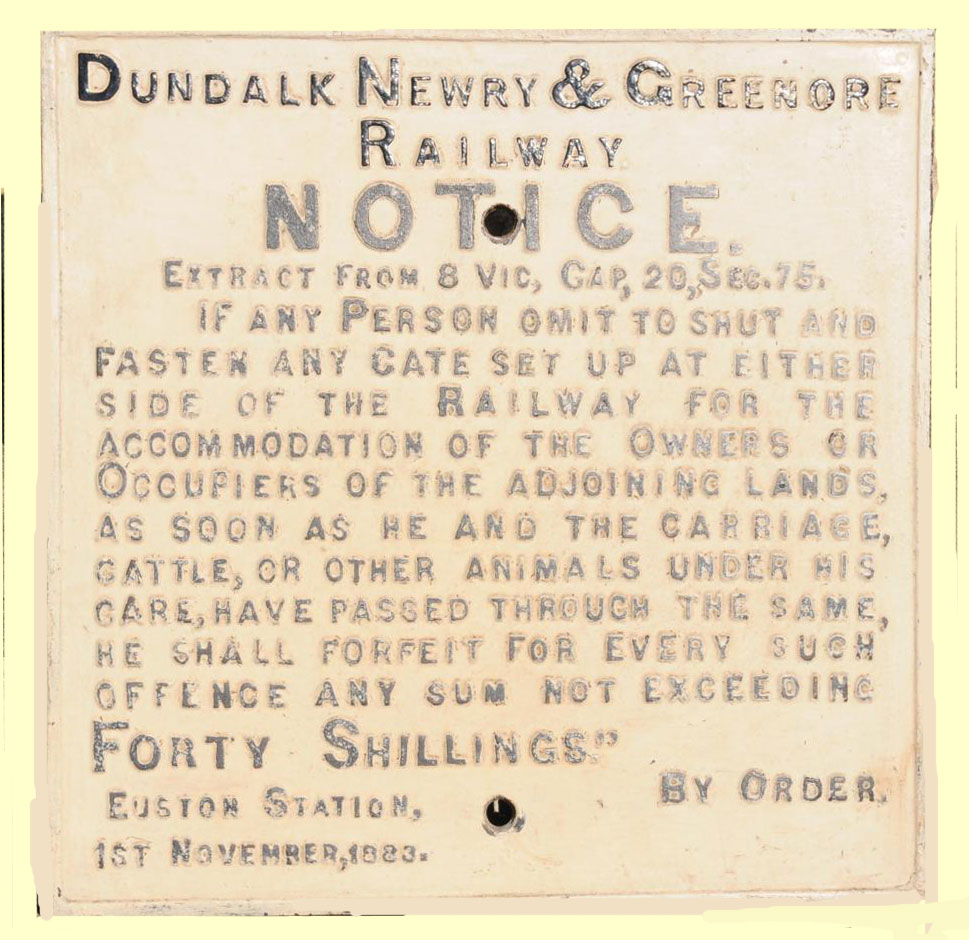 DUNDALK NEWRY & GREENORE
RAILWAY
NOTICE.
EXTRACT FROM 8 VIC, CAP, 20, SEC. 75.
IF ANY PERSON OMIT TO SHUT AND
FASTEN ANY GATE SET UP AT EITHER
SIDE OF THE RAILWAY FOR THE
ACCOMMODATION OF THE OWNERS OR
OCCUPIERS OF THE ADJOINING LANDS,
AS SOON AS HE AND THE CARRIAGE,
CATTLE, OR OTHER ANIMALS UNDER HIS
CARE, HAVE PASSED THROUGH THE SAME,
HE SHALL FORFEIT FOR EVERY SUCH
OFFENCE ANY SUM NOT EXCEEDING
FORTY SHILLINGS."
BY ORDER.
EUSTON STATION,
1ST NOVEMBER, 1883.